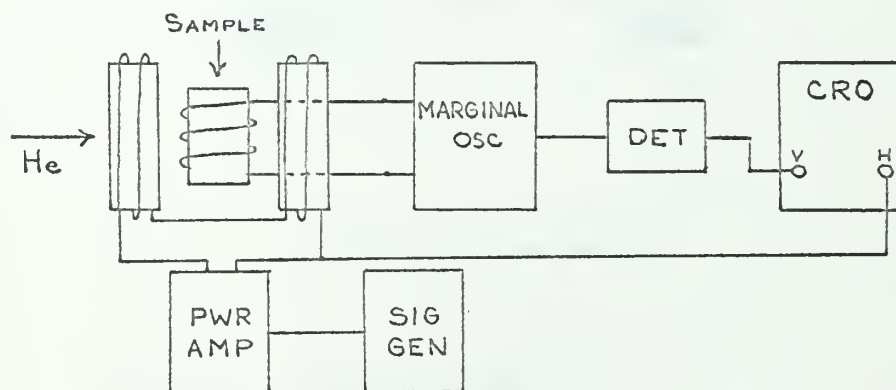 SAMPLE
He
MARGINAL
OSC
DET
CRO
V
H
PWR
AMP
SIG
GEN